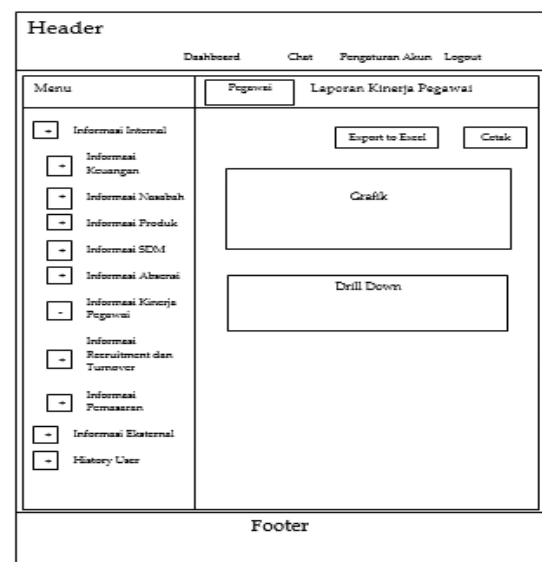 Header
Dashboard Chat Pengaturan Akun Logout
Menu
Pegawai Laporan Kinerja Pegawai
Export to Excel Cetak
Grafik
Drill Down
+ Informasi Internal
+ Informasi
Keuangan
+ Informasi Nasabah
+ Informasi Produk
+ Informasi SDM
+ Informasi Absensi
- Informasi Kinerja
Pegawai
+ Informasi
Recruitment dan
Turnover
+ Informasi
Pemasaran
+ Informasi Eksternal
+ History User
Footer